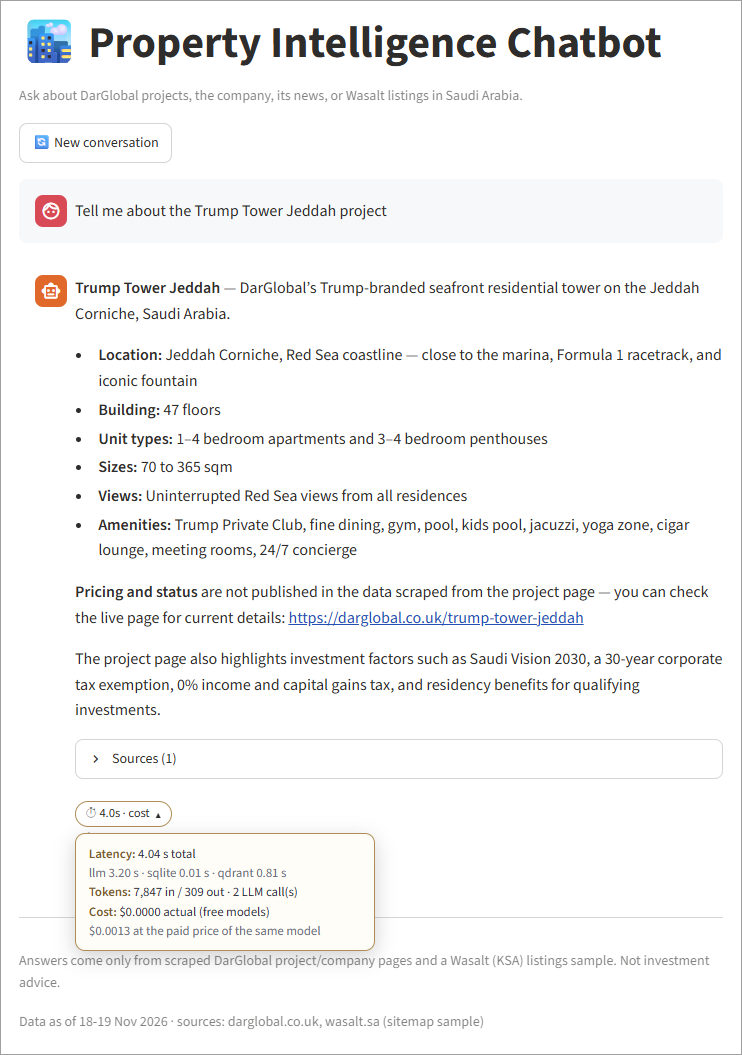 Property Intelligence Chatbot
Ask about DarGlobal projects, the company, its news, or Wasalt listings in Saudi Arabia.
New conversation
Tell me about the Trump Tower Jeddah project
Trump Tower Jeddah — DarGlobal's Trump-branded seafront residential tower on the Jeddah
Corniche, Saudi Arabia.
• Location: Jeddah Corniche, Red Sea coastline — close to the marina, Formula 1 racetrack, and
iconic fountain
• Building: 47 floors
• Unit types: 1–4 bedroom apartments and 3–4 bedroom penthouses
• Sizes: 70 to 365 sqm
• Views: Uninterrupted Red Sea views from all residences
• Amenities: Trump Private Club, fine dining, gym, pool, kids pool, jacuzzi, yoga zone, cigar
lounge, meeting rooms, 24/7 concierge
Pricing and status are not published in the data scraped from the project page — you can check
the live page for current details: https://darglobal.co.uk/trump-tower-jeddah
The project page also highlights investment factors such as Saudi Vision 2030, a 30-year corporate
tax exemption, 0% income and capital gains tax, and residency benefits for qualifying
investments.
Sources (1)
⏱ 4.0s · cost ▲
Latency: 4.04 s total
llm 3.20 s · sqlite 0.01 s · qdrant 0.81 s
Tokens: 7,847 in / 309 out · 2 LLM call(s)
Cost: $0.0000 actual (free models)
$0.0013 at the paid price of the same model
Answers come only from scraped DarGlobal project/company pages and a Wasalt (KSA) listings sample. Not investment
advice.
Data as of 18-19 Nov 2026 · sources: darglobal.co.uk, wasalt.sa (sitemap sample)